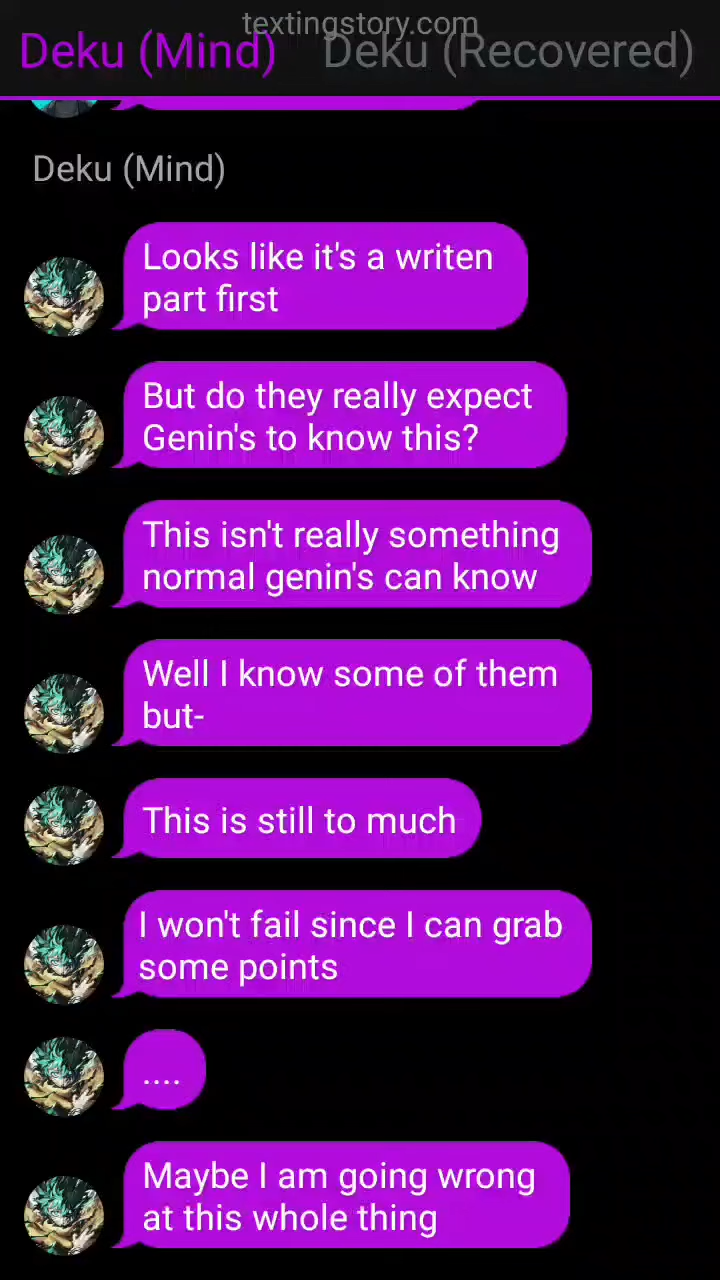 textingstory.com
Deku (Mind) Deku (Recovered)
Deku (Mind)
Looks like it's a writen
part first
But do they really expect
Genin's to know this?
This isn't really something
normal genin's can know
Well I know some of them
but-
This is still to much
I won't fail since I can grab
some points
....
Maybe I am going wrong
at this whole thing